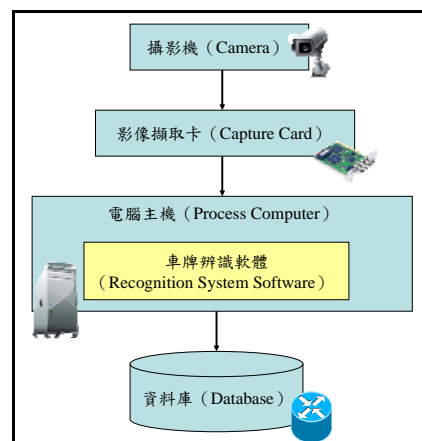 攝影機（Camera）
影像擷取卡（Capture Card）
電腦主機（Process Computer）
車牌辨識軟體
（Recognition System Software）
資料庫（Database）